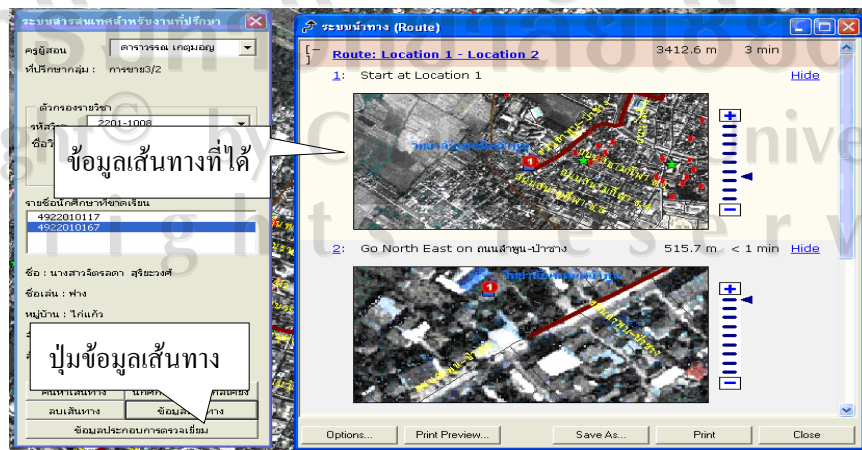 ระบบสารสนเทศสำหรับงานที่ปรึกษา
ครูผู้สอน
ดาราวรรณ เกตุมอญ
ที่ปรึกษากลุ่ม : การขาย3/2
ตัวกรองรายวิชา
2201-1008
ข้อมูลเส้นทางที่ได้
รายชื่อนักศึกษาที่ขาดเรียน
4922010117
4922010167
ชื่อ : นางสาวจิตรลดา สุริยะวงศ์
ชื่อเล่น : ฟาง
หมู่บ้าน : ไก่แก้ว
ปุ่มข้อมูลเส้นทาง
ค้นหาเส้นทาง
ลบเส้นทาง
ข้อมูลประกอบการตรวจเยี่ยม
ระบบนำทาง (Route)
Route: Location 1 - Location 2 3412.6 m 3 min
1: Start at Location 1 Hide
2: Go North East on ถนนลำพูน-ป่าซาง 515.7 m < 1 min Hide
Options... Print Preview... Save As... Print Close